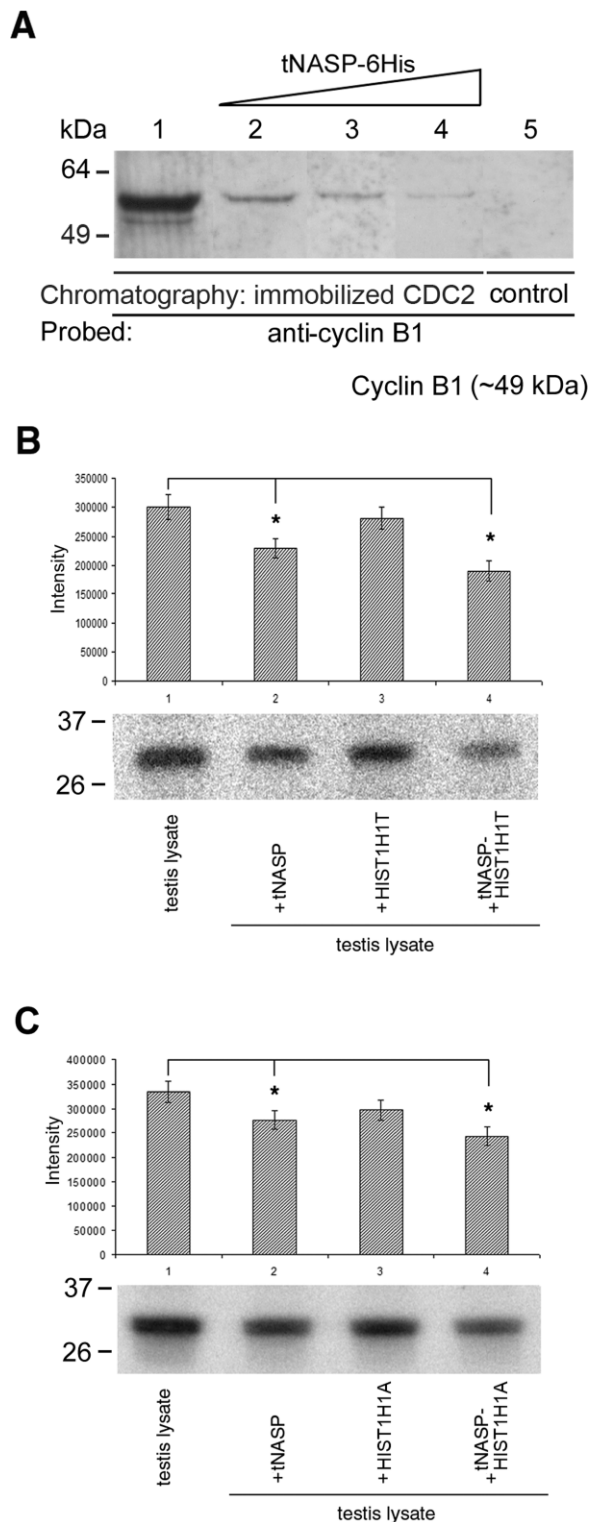 A
tNASP-6His
kDa 1 2 3 4 5
64
49
Chromatography: immobilized CDC2 control
Probed: anti-cyclin B1
Cyclin B1 (~49 kDa)
B
350000
300000
250000
200000
150000
100000
50000
0
Intensity
* *
1 2 3 4
37
26
testis lysate
+tNASP
+HIST1H1T
tNASP-
+HIST1H1T
testis lysate
C
400000
350000
300000
250000
200000
150000
100000
50000
0
Intensity
* *
1 2 3 4
37
26
testis lysate
+tNASP
+HIST1H1A
tNASP-
+HIST1H1A
testis lysate